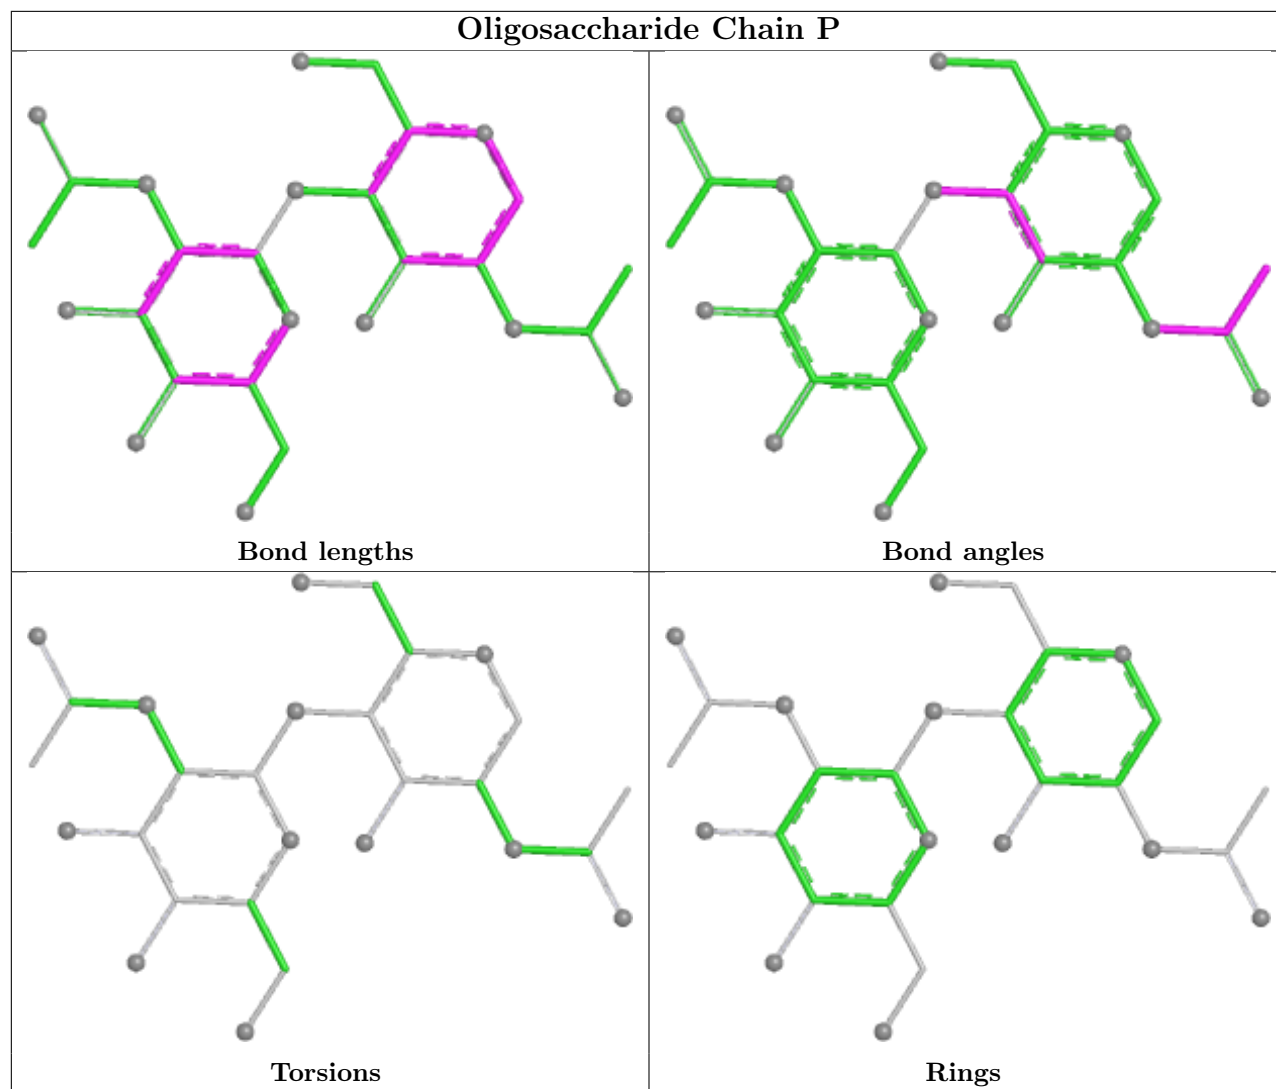 Oligosaccharide Chain P
Bond lengths
Bond angles
Torsions
Rings